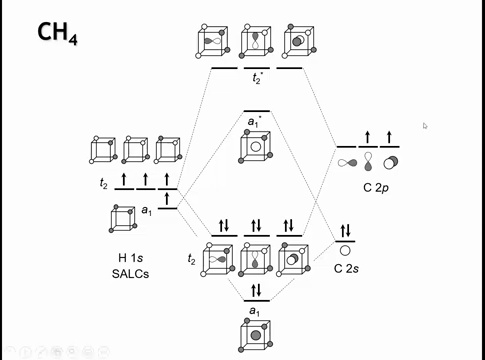 CH4
t2*
a1*
t2
a1
C 2p
H 1s
SALCs
t2
C 2s
a1